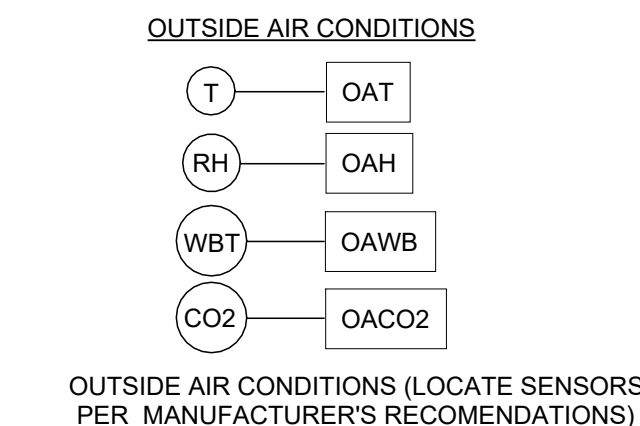 OUTSIDE AIR CONDITIONS
T OAT
RH OAH
WBT OAWB
CO2 OACO2
OUTSIDE AIR CONDITIONS (LOCATE SENSORS
PER MANUFACTURER'S RECOMENDATIONS)